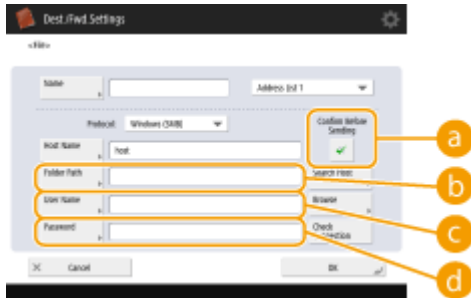 Dest./Fwd. Settings
<File>
Name
Address List 1
Protocol: Windows (SMB)
Confirm Before
Sending
Host Name
host
Folder Path
Search Host
User Name
Browse
Password
Check
Cancel
OK
a
b
c
d